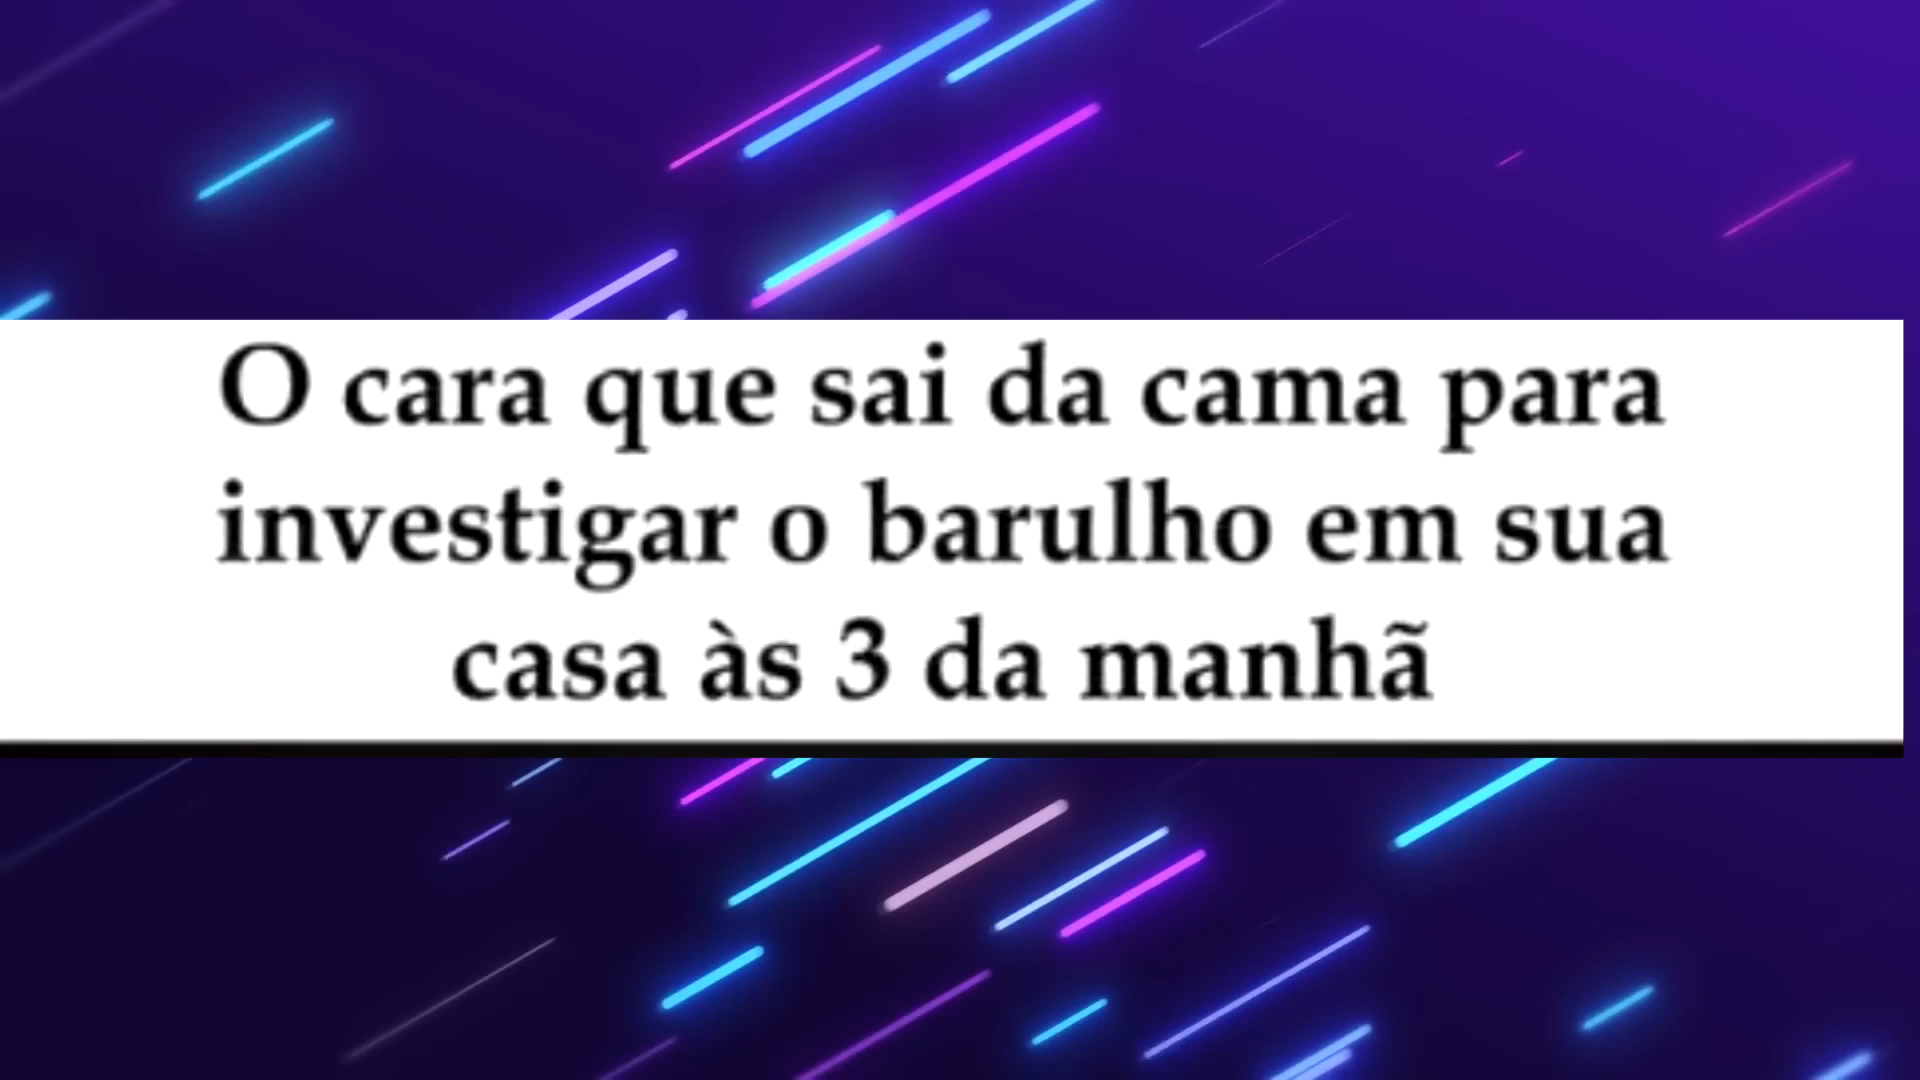 O cara que sai da cama para
investigar o barulho em sua
casa às 3 da manhã